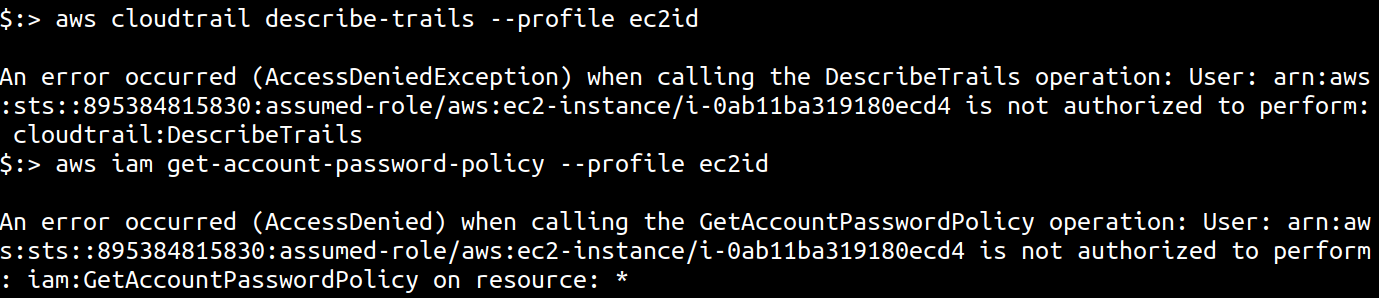 $:> aws cloudtrail describe-trails --profile ec2id
An error occurred (AccessDeniedException) when calling the DescribeTrails operation: User: arn:aws
:sts::895384815830:assumed-role/aws:ec2-instance/i-0ab11ba319180ecd4 is not authorized to perform:
 cloudtrail:DescribeTrails
$:> aws iam get-account-password-policy --profile ec2id
An error occurred (AccessDenied) when calling the GetAccountPasswordPolicy operation: User: arn:aw
s:sts::895384815830:assumed-role/aws:ec2-instance/i-0ab11ba319180ecd4 is not authorized to perform
: iam:GetAccountPasswordPolicy on resource: *